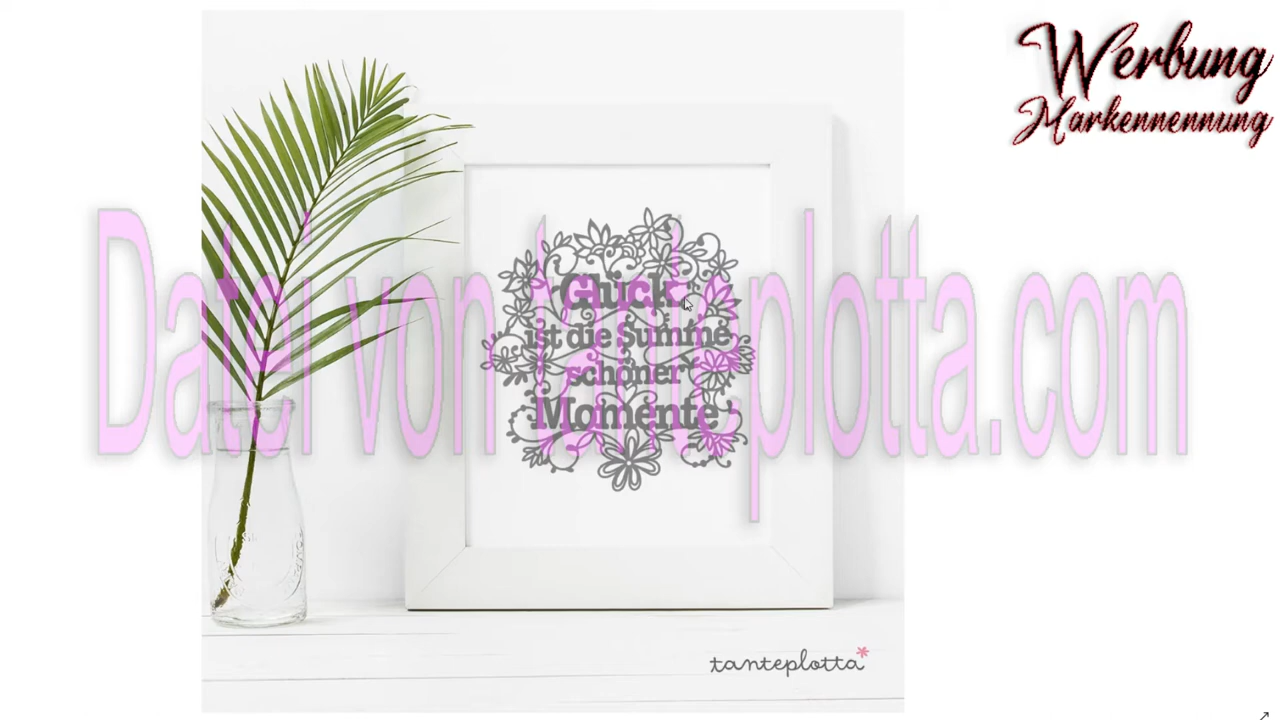 Werbung
Markennennung
Datei von tanteplotta.com
Glück
ist die Summe
schöner
Momente
tanteplotta